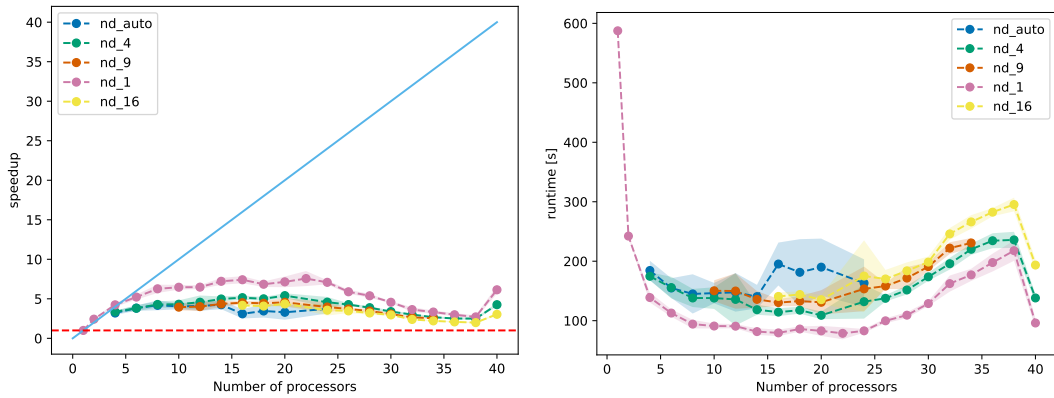 nd_auto
nd_4
nd_9
nd_1
nd_16
speedup
40
35
30
25
20
15
10
5
0
0 5 10 15 20 25 30 35 40
Number of processors
nd_auto
nd_4
nd_9
nd_1
nd_16
runtime [s]
600
500
400
300
200
100
0 5 10 15 20 25 30 35 40
Number of processors